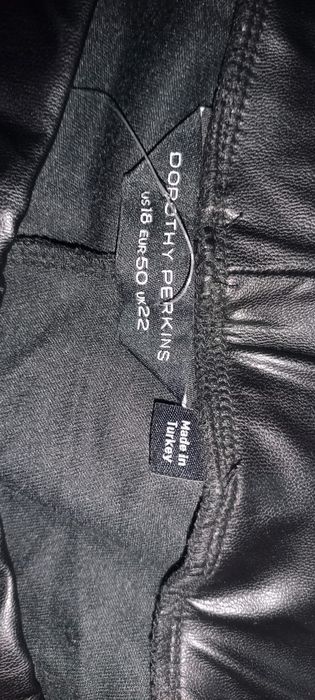 DOROTHY PERKINS
US18 EUR50 UK22
Made in
Turkey